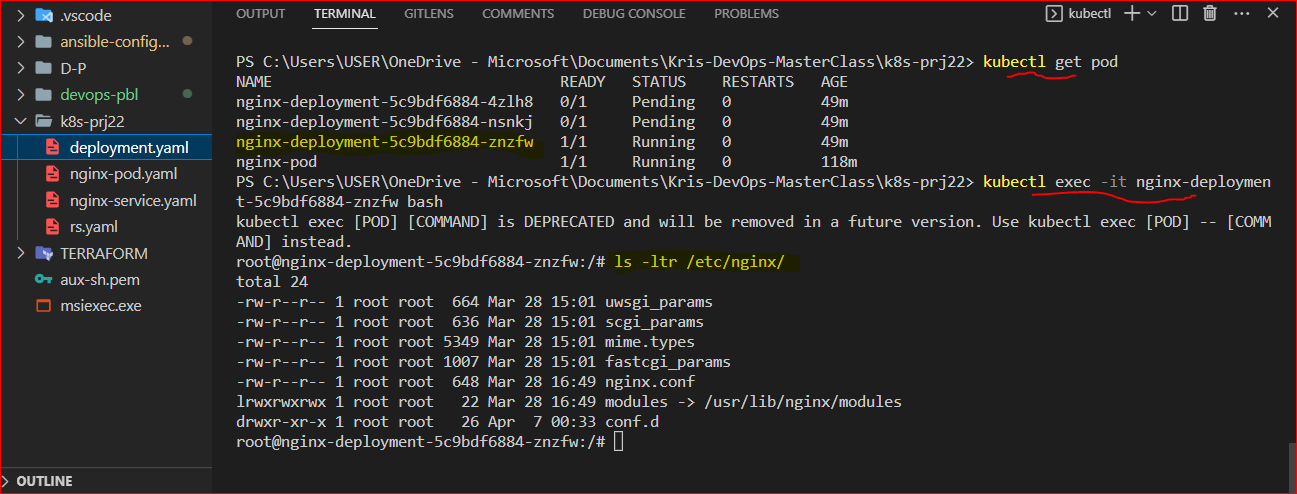 .vscode
ansible-config...
D-P
devops-pbl
k8s-prj22
deployment.yaml
nginx-pod.yaml
nginx-service.yaml
rs.yaml
TERRAFORM
aux-sh.pem
msiexec.exe
OUTLINE
OUTPUT TERMINAL GITLENS COMMENTS DEBUG CONSOLE PROBLEMS kubectl
PS C:\Users\USER\OneDrive - Microsoft\Documents\Kris-DevOps-MasterClass\k8s-prj22> kubectl get pod
NAME READY STATUS RESTARTS AGE
nginx-deployment-5c9bdf6884-4zlh8 0/1 Pending 0 49m
nginx-deployment-5c9bdf6884-nsnkj 0/1 Pending 0 49m
nginx-deployment-5c9bdf6884-znzfw 1/1 Running 0 49m
nginx-pod 1/1 Running 0 118m
PS C:\Users\USER\OneDrive - Microsoft\Documents\Kris-DevOps-MasterClass\k8s-prj22> kubectl exec -it nginx-deploymen
t-5c9bdf6884-znzfw bash
kubectl exec [POD] [COMMAND] is DEPRECATED and will be removed in a future version. Use kubectl exec [POD] -- [COMM
AND] instead.
root@nginx-deployment-5c9bdf6884-znzfw:/# ls -ltr /etc/nginx/
total 24
-rw-r--r-- 1 root root 664 Mar 28 15:01 uwsgi_params
-rw-r--r-- 1 root root 636 Mar 28 15:01 scgi_params
-rw-r--r-- 1 root root 5349 Mar 28 15:01 mime.types
-rw-r--r-- 1 root root 1007 Mar 28 15:01 fastcgi_params
-rw-r--r-- 1 root root 648 Mar 28 16:49 nginx.conf
lrwxrwxrwx 1 root root 22 Mar 28 16:49 modules -> /usr/lib/nginx/modules
drwxr-xr-x 1 root root 26 Apr 7 00:33 conf.d
root@nginx-deployment-5c9bdf6884-znzfw:/#